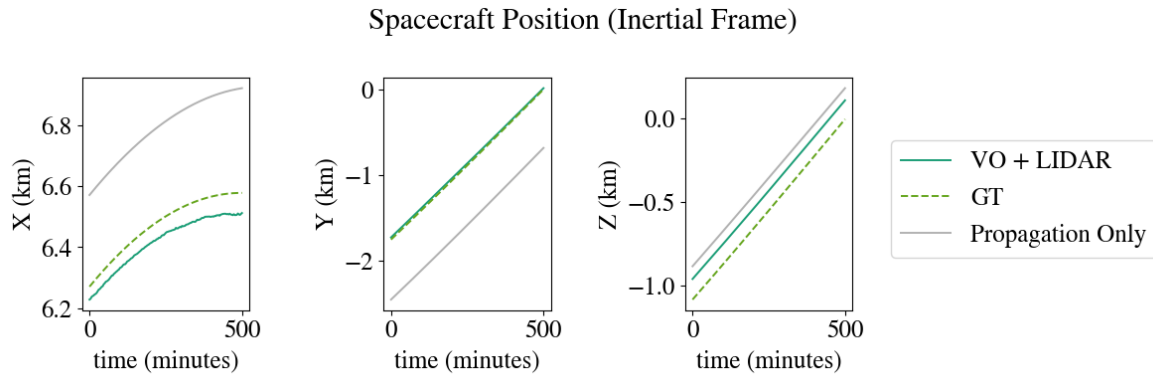 Spacecraft Position (Inertial Frame)
X (km)
6.8
6.6
6.4
6.2
0
500
time (minutes)
Y (km)
0
−1
−2
0
500
time (minutes)
Z (km)
0.0
−0.5
−1.0
0
500
time (minutes)
VO + LIDAR
GT
Propagation Only